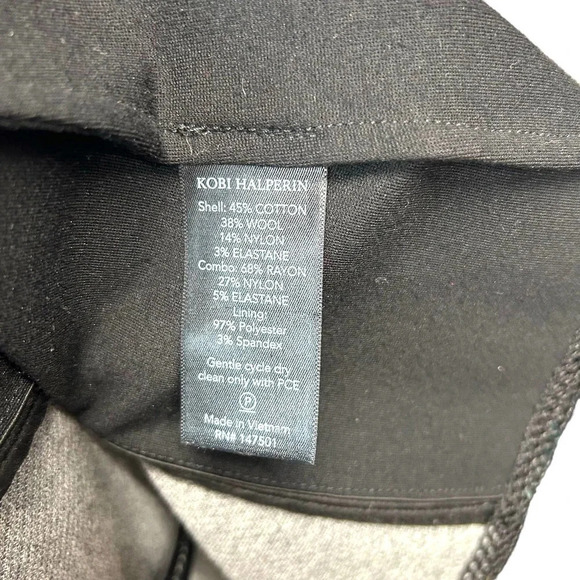 KOBI HALPERIN
Shell: 45% COTTON
38% WOOL
14% NYLON
3% ELASTANE
Combo: 68% RAYON
27% NYLON
5% ELASTANE
Lining:
97% Polyester
3% Spandex
Gentle cycle dry
clean only with PCE
P
Made in Vietnam
RN# 147501